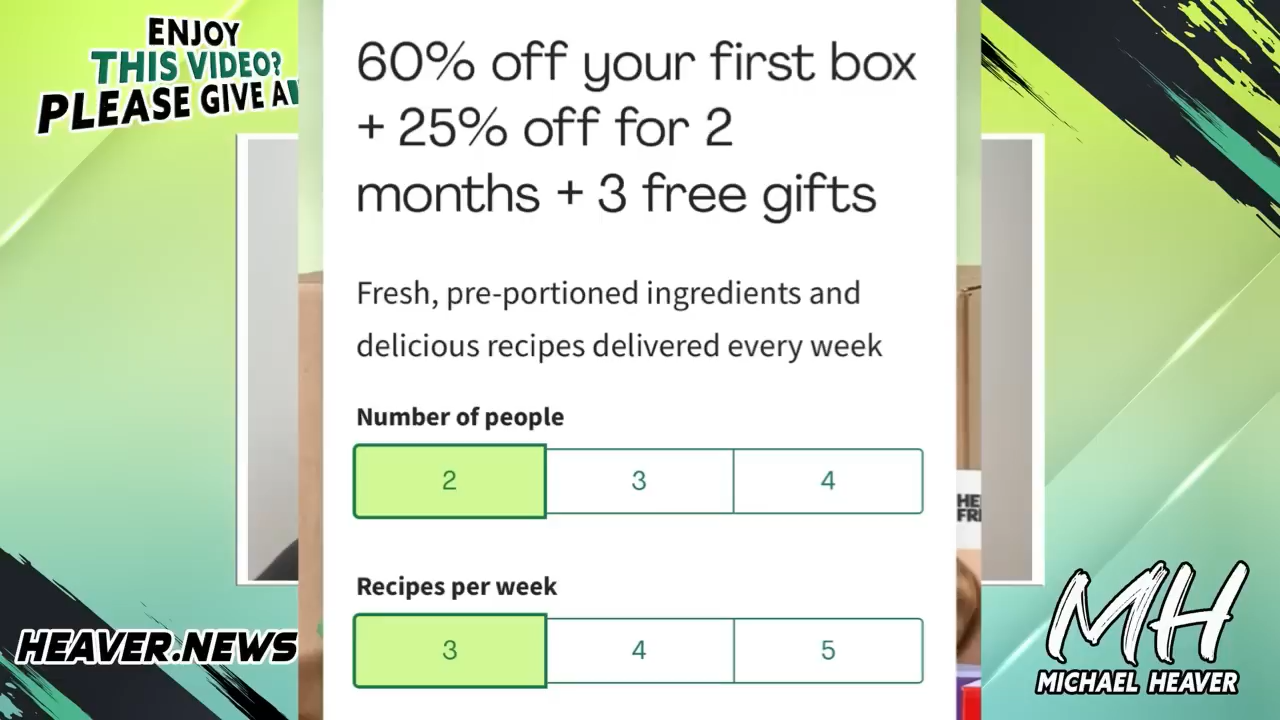 ENJOY
THIS VIDEO?
PLEASE GIVE A
60% off your first box
+ 25% off for 2
months + 3 free gifts
Fresh, pre-portioned ingredients and
delicious recipes delivered every week
Number of people
2 3 4
Recipes per week
3 4 5
HE
FR
HEAVER.NEWS
MH
MICHAEL HEAVER